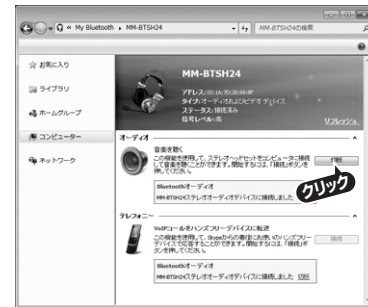 « My Bluetooth ▸ MM-BTSH24
MM-BTSH24の検索
お気に入り
ライブラリ
ホームグループ
コンピューター
ネットワーク
MM-BTSH24
タイプ:オーディオおよびビデオ デバイス
ステータス:接続済み
信号レベル:高
リフレッシュ
オーディオ
音楽を聴く
この機能を使用して、ステレオヘッドセットをコンピュータに接続
して音楽を聴くことができます。開始するには、「接続」ボタンを
押してください。
切断
クリック
Bluetoothオーディオ
MM-BTSH24ステレオオーディオデバイスに接続しました
テレフォニー
VoIPコールをハンズフリーデバイスに転送
この機能を使用して、Skypeからの着信にお使いのハンズフリー
デバイスで応答することができます。開始するには、「接続」ボ
タンを押してください。
接続
Bluetoothオーディオ
MM-BTSH24ステレオオーディオデバイスに接続しました 切断